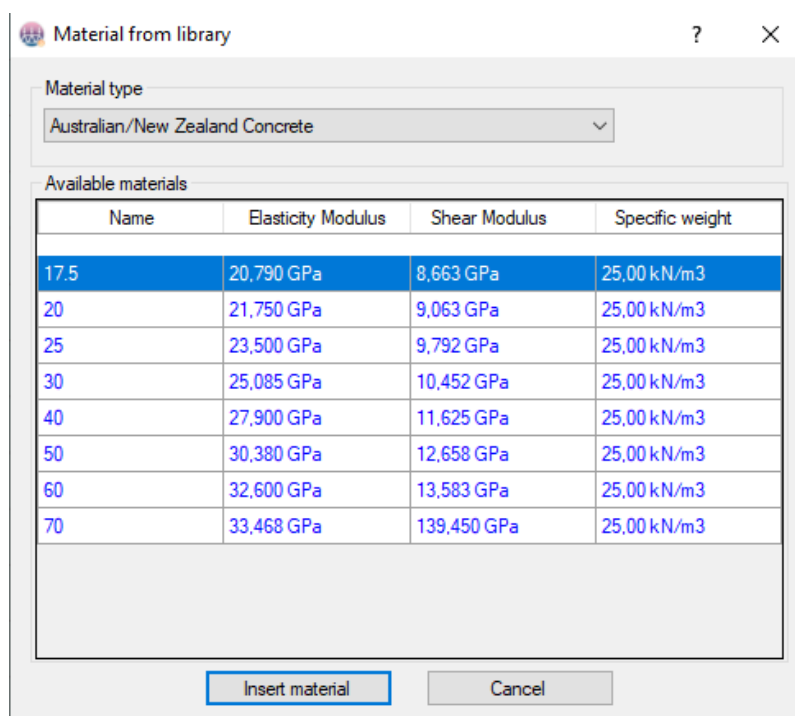 Material from library ?
Material type
Australian/New Zealand Concrete
Available materials
Name Elasticity Modulus Shear Modulus Specific weight
17.5 20,790 GPa 8,663 GPa 25,00 kN/m3
20 21,750 GPa 9,063 GPa 25,00 kN/m3
25 23,500 GPa 9,792 GPa 25,00 kN/m3
30 25,085 GPa 10,452 GPa 25,00 kN/m3
40 27,900 GPa 11,625 GPa 25,00 kN/m3
50 30,380 GPa 12,658 GPa 25,00 kN/m3
60 32,600 GPa 13,583 GPa 25,00 kN/m3
70 33,468 GPa 139,450 GPa 25,00 kN/m3
Insert material Cancel